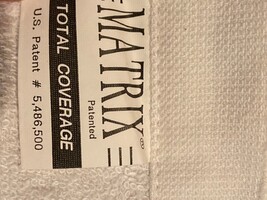 MATRIX®
Patented
TOTAL COVERAGE
U.S. Patent # 5,486,500